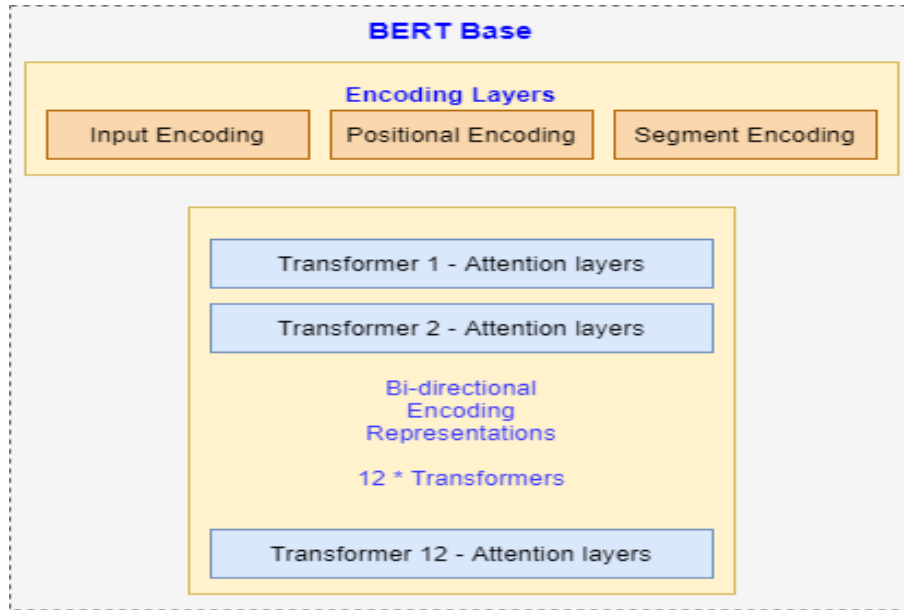 BERT Base
Encoding Layers
Input Encoding
Positional Encoding
Segment Encoding
Transformer 1 - Attention layers
Transformer 2 - Attention layers
Bi-directional
Encoding
Representations
12 * Transformers
Transformer 12 - Attention layers